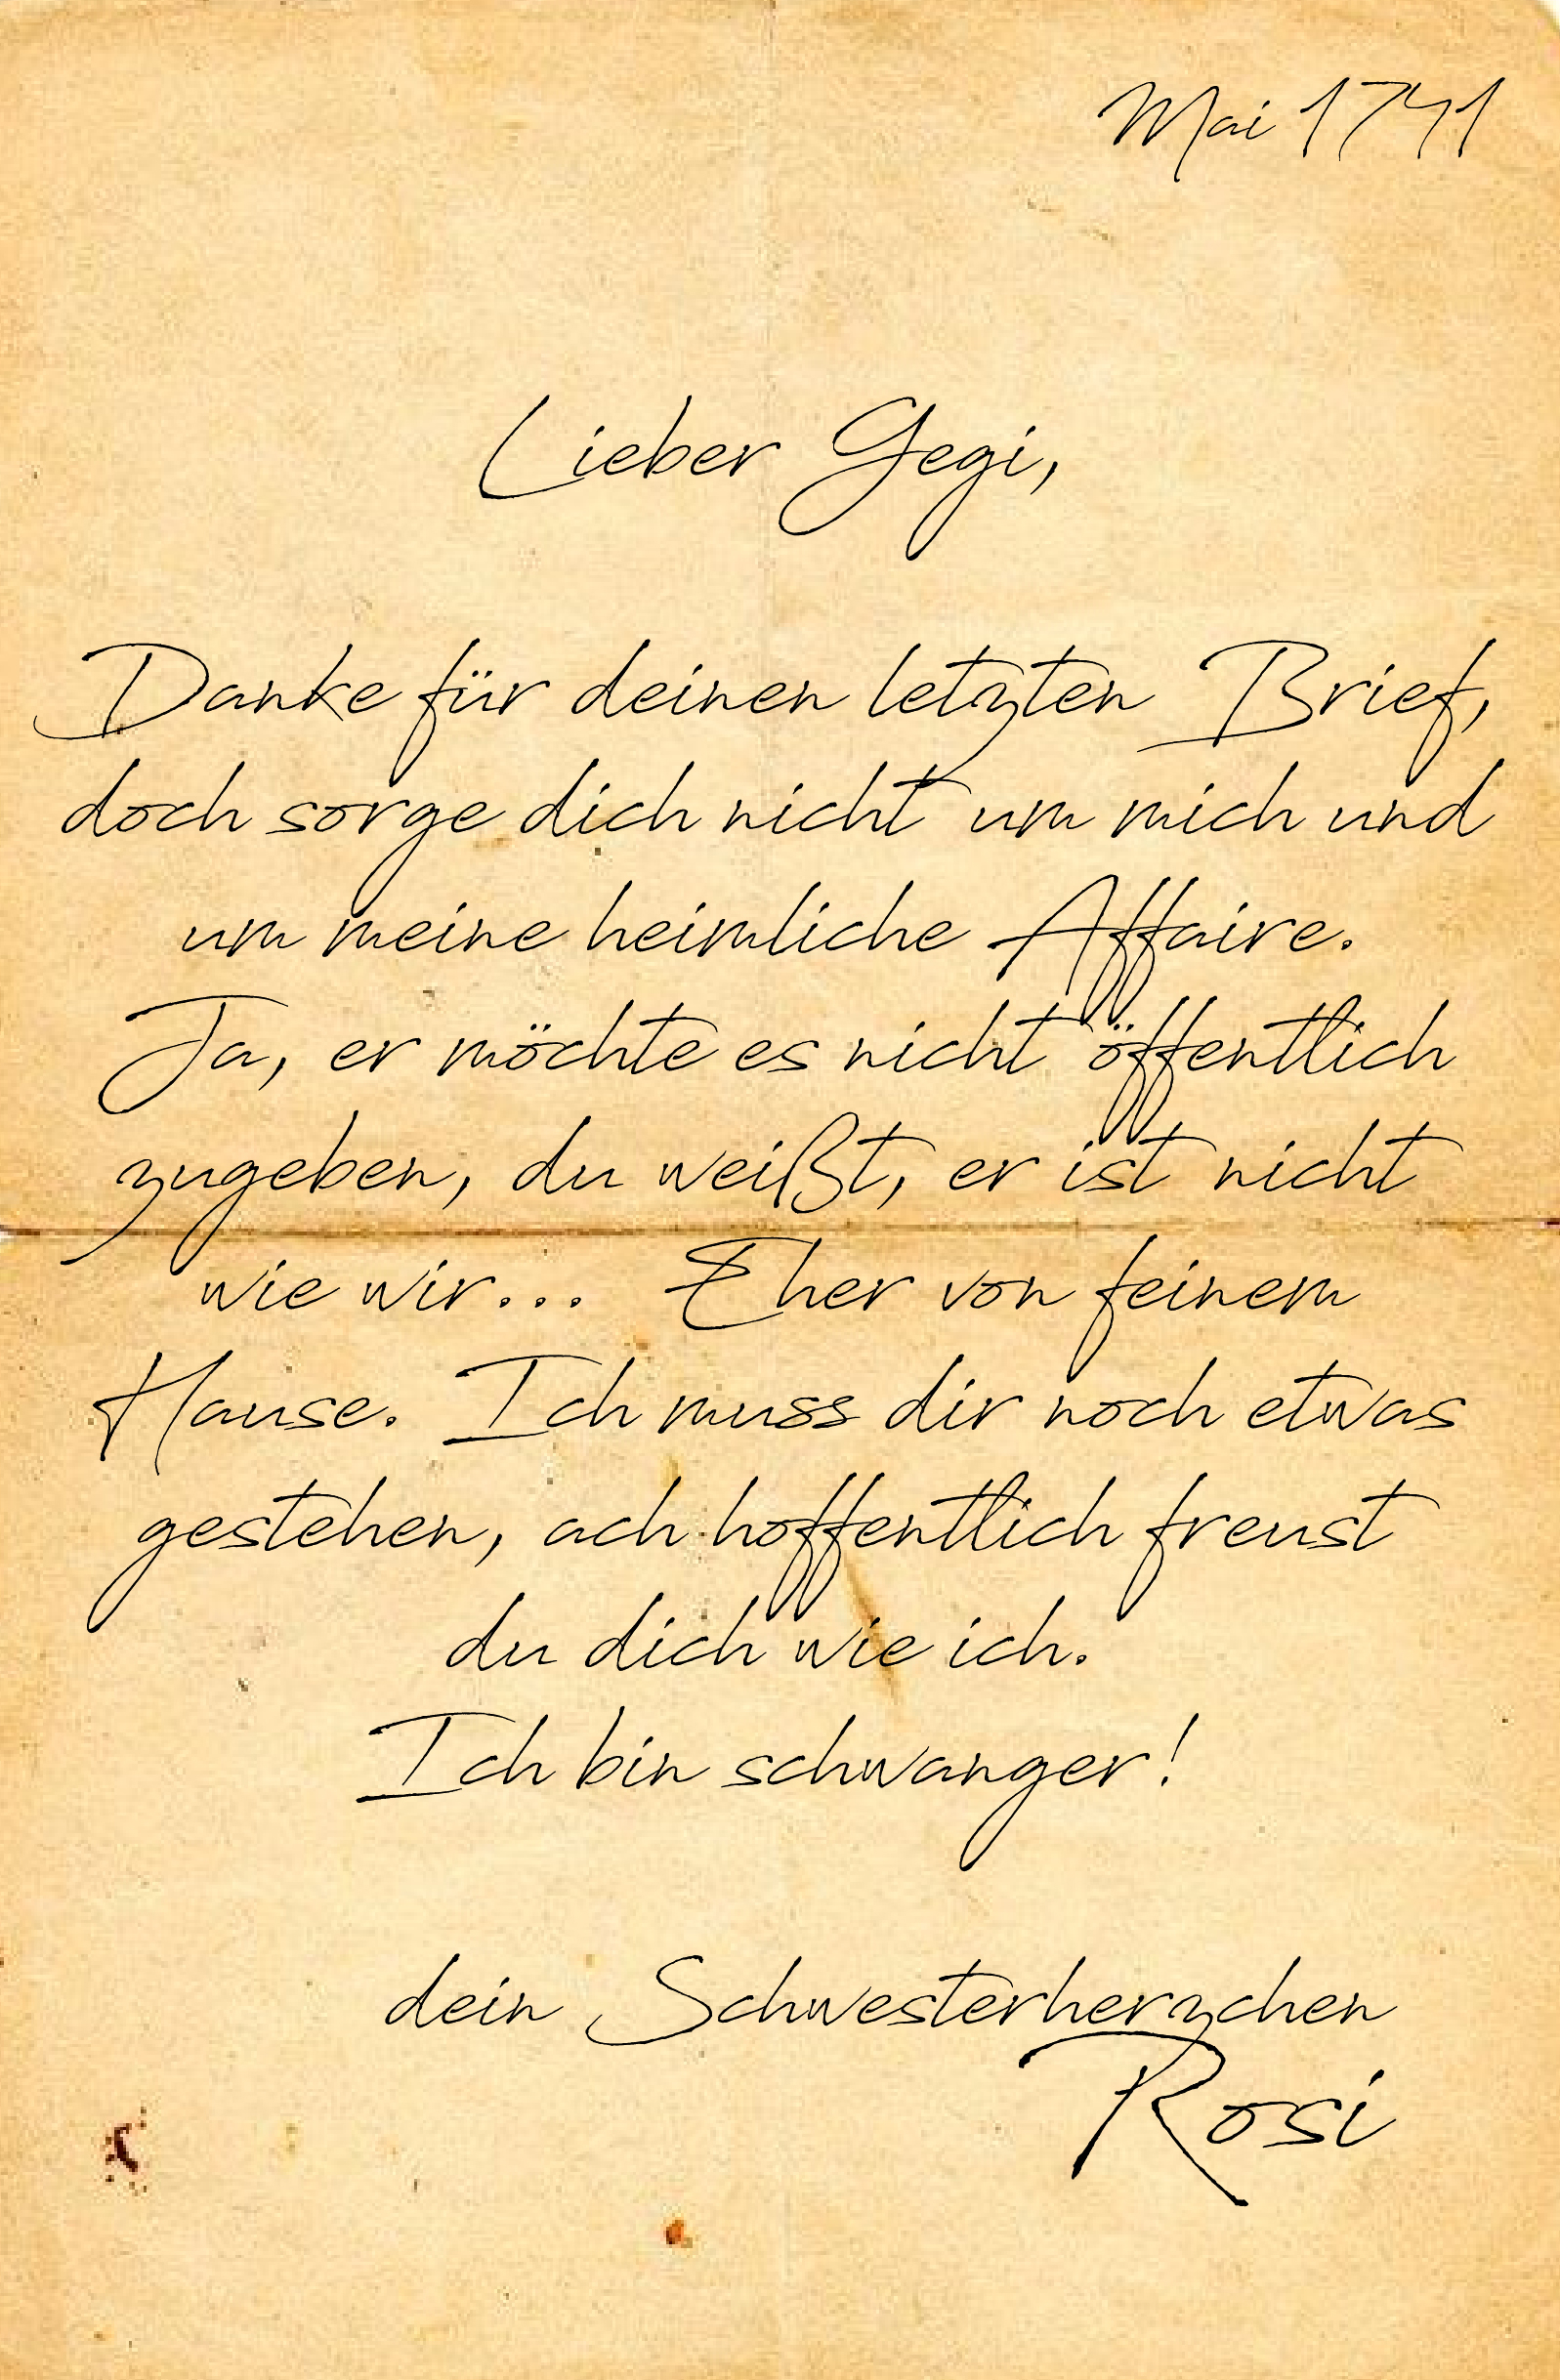 Mai 1741
Lieber Gegi,
Danke für deinen letzten Brief,
doch sorge dich nicht um mich und
um meine heimliche Affaire.
Ja, er möchte es nicht öffentlich
zugeben, du weißt, er ist nicht
wie wir... Eher von feinem
Hause. Ich muss dir noch etwas
gestehen, ach hoffentlich freust
du dich wie ich.
Ich bin schwanger!
dein Schwesterherzchen
Rosi